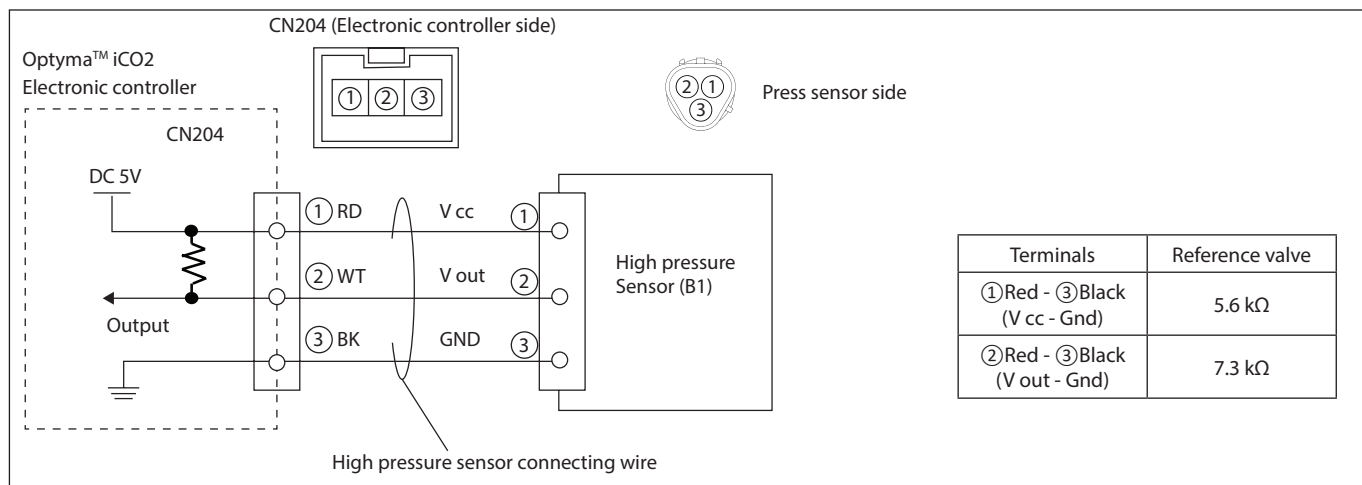 CN204 (Electronic controller side)
Optyma™ iCO2
Electronic controller
① ② ③
② ①
③
Press sensor side
CN204
DC 5V
① RD V cc ①
② WT V out ②
Output
③ BK GND ③
High pressure
Sensor (B1)
High pressure sensor connecting wire
Terminals Reference valve
①Red - ③Black
(V cc - Gnd)
5.6 kΩ
②Red - ③Black
(V out - Gnd)
7.3 kΩ